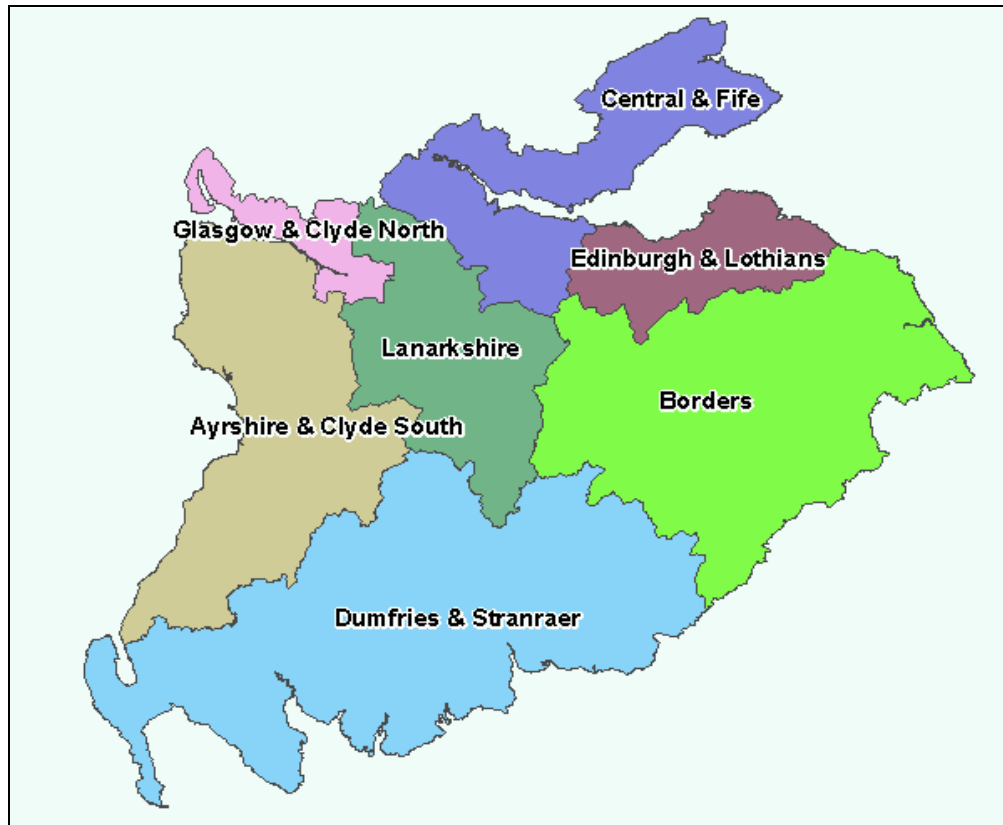 Central & Fife
Glasgow & Clyde North
Edinburgh & Lothians
Lanarkshire
Borders
Ayrshire & Clyde South
Dumfries & Stranraer